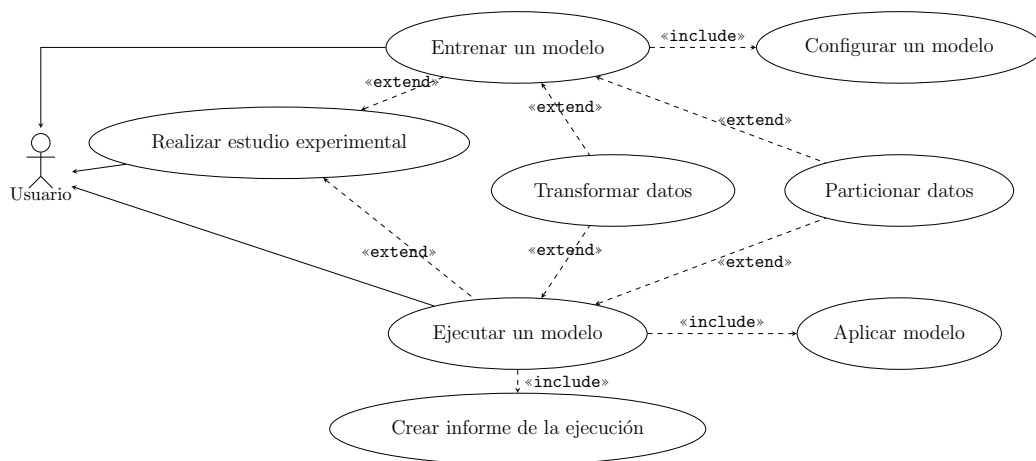 Entrenar un modelo
«include»
Configurar un modelo
«extend»
«extend»
«extend»
Realizar estudio experimental
Usuario
Transformar datos
Particionar datos
«extend»
«extend»
«extend»
Ejecutar un modelo
«include»
Aplicar modelo
«include»
Crear informe de la ejecución